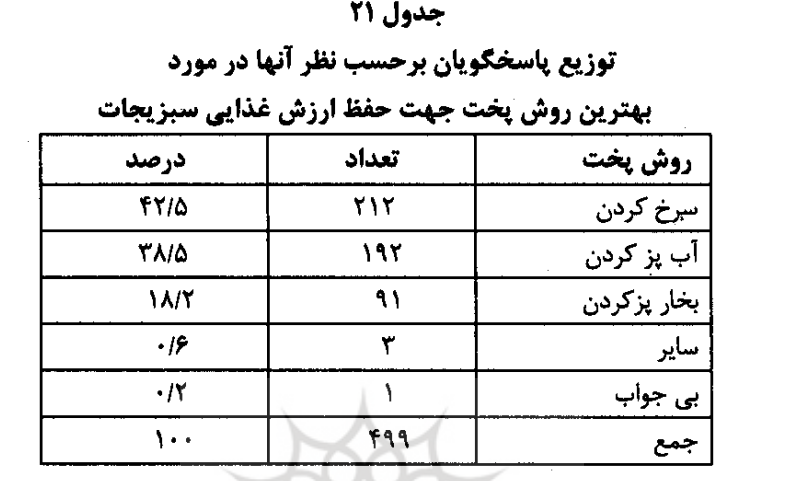 جدول ۲۱
توزیع پاسخگویان برحسب نظر آنها در مورد
بهترین روش پخت جهت حفظ ارزش غذایی سبزیجات
روش پخت تعداد درصد
سرخ کردن ۲۱۲ ۴۲/۵
آب پز کردن ۱۹۲ ۳۸/۵
بخار پزکردن ۹۱ ۱۸/۲
سایر ۳ ۰/۶
بی جواب ۱ ۰/۲
جمع ۴۹۹ ۱۰۰